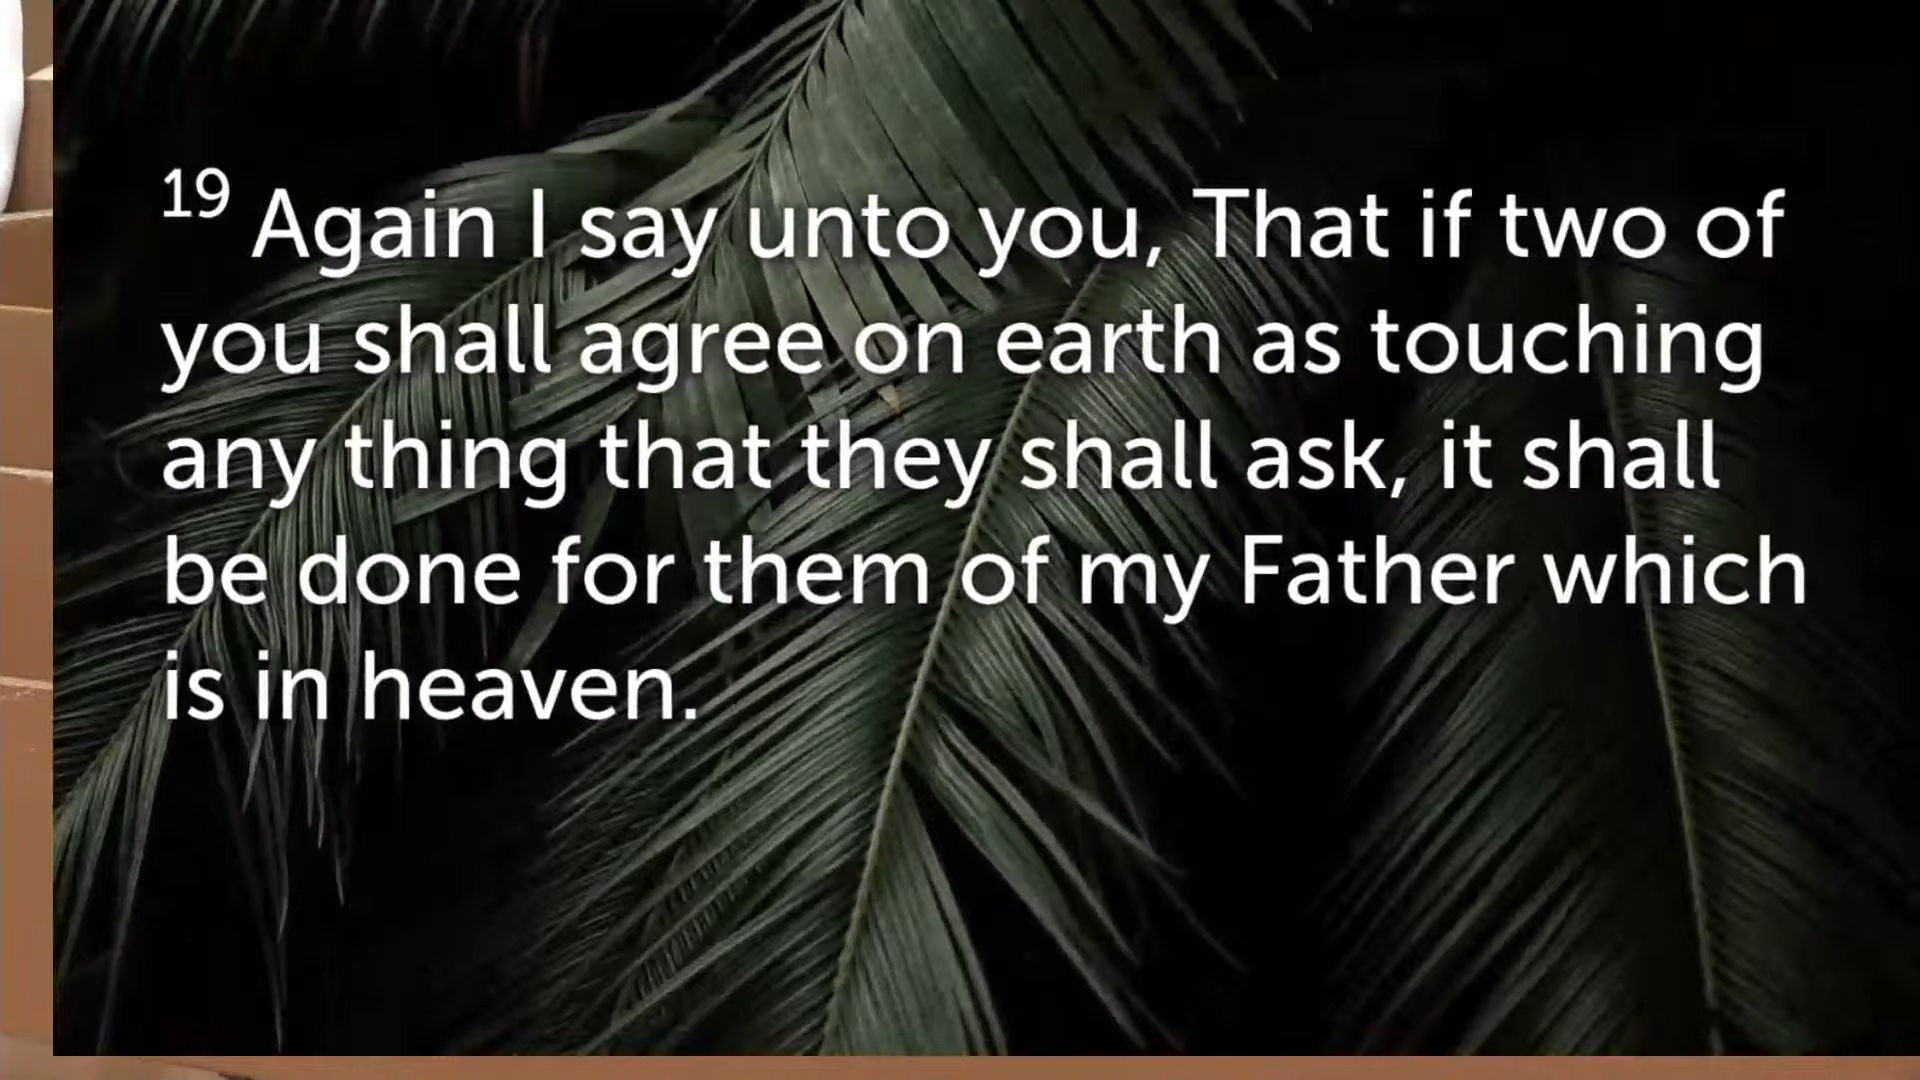 19 Again I say unto you, That if two of
you shall agree on earth as touching
any thing that they shall ask, it shall
be done for them of my Father which
is in heaven.